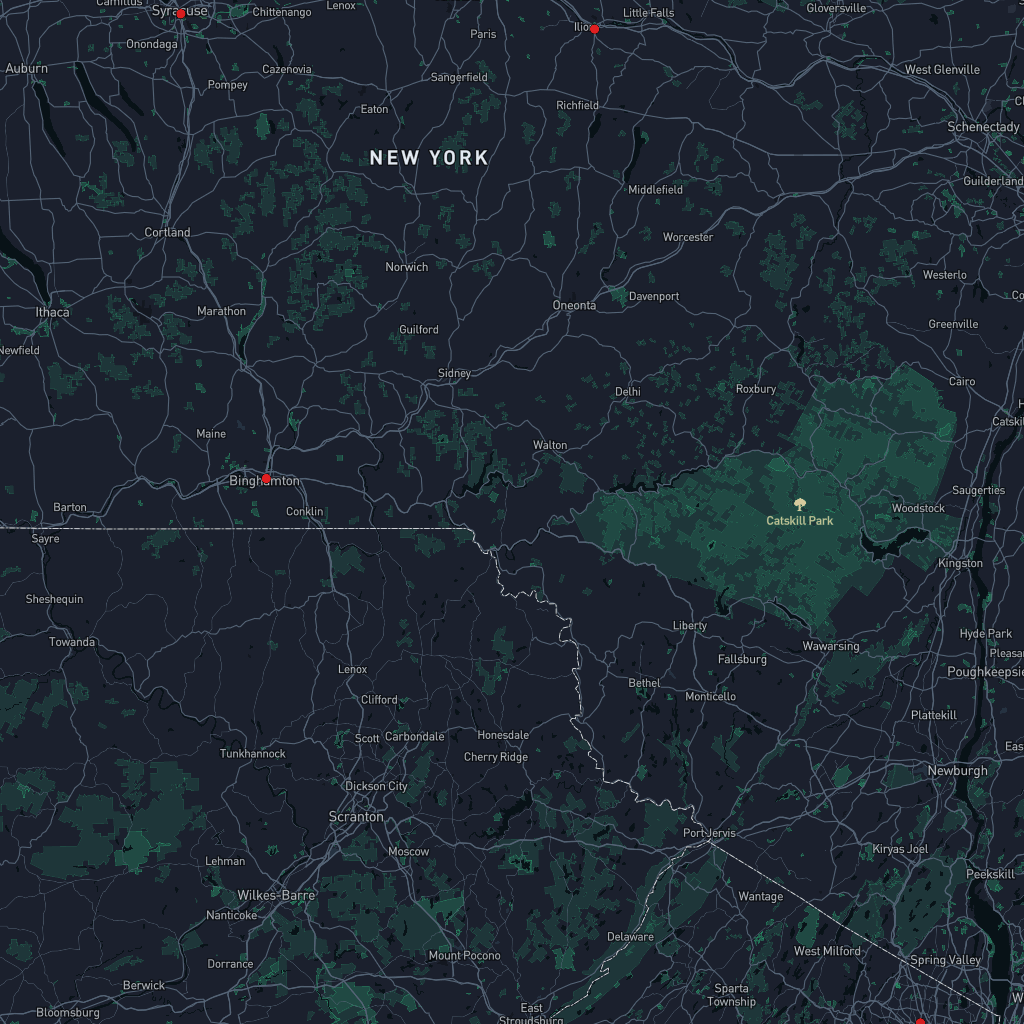 Camillus
Syracuse
Chittenango
Lenox
Little Falls
Gloversville
Onondaga
Paris
Ilion
Auburn
Cazenovia
Sangerfield
West Glenville
Pompey
Eaton
Richfield
Schenectady
NEW YORK
Middlefield
Guilderland
Cortland
Worcester
Norwich
Westerlo
Ithaca
Marathon
Oneonta
Davenport
Guilford
Greenville
Newfield
Sidney
Delhi
Roxbury
Cairo
Maine
Walton
Catskil
Binghamton
Saugerties
Barton
Conklin
Woodstock
Catskill Park
Sayre
Kingston
Sheshequin
Towanda
Liberty
Hyde Park
Wawarsing
Pleasa
Lenox
Fallsburg
Poughkeepsie
Bethel
Monticello
Clifford
Plattekill
Scott
Carbondale
Honesdale
Tunkhannock
Cherry Ridge
Eas
Newburgh
Dickson City
Scranton
Port Jervis
Moscow
Kiryas Joel
Lehman
Peekskill
Wilkes-Barre
Wantage
Nanticoke
Delaware
West Milford
Mount Pocono
Dorrance
Spring Valley
Berwick
Sparta
Township
Bloomsburg
East
Stroudsburg